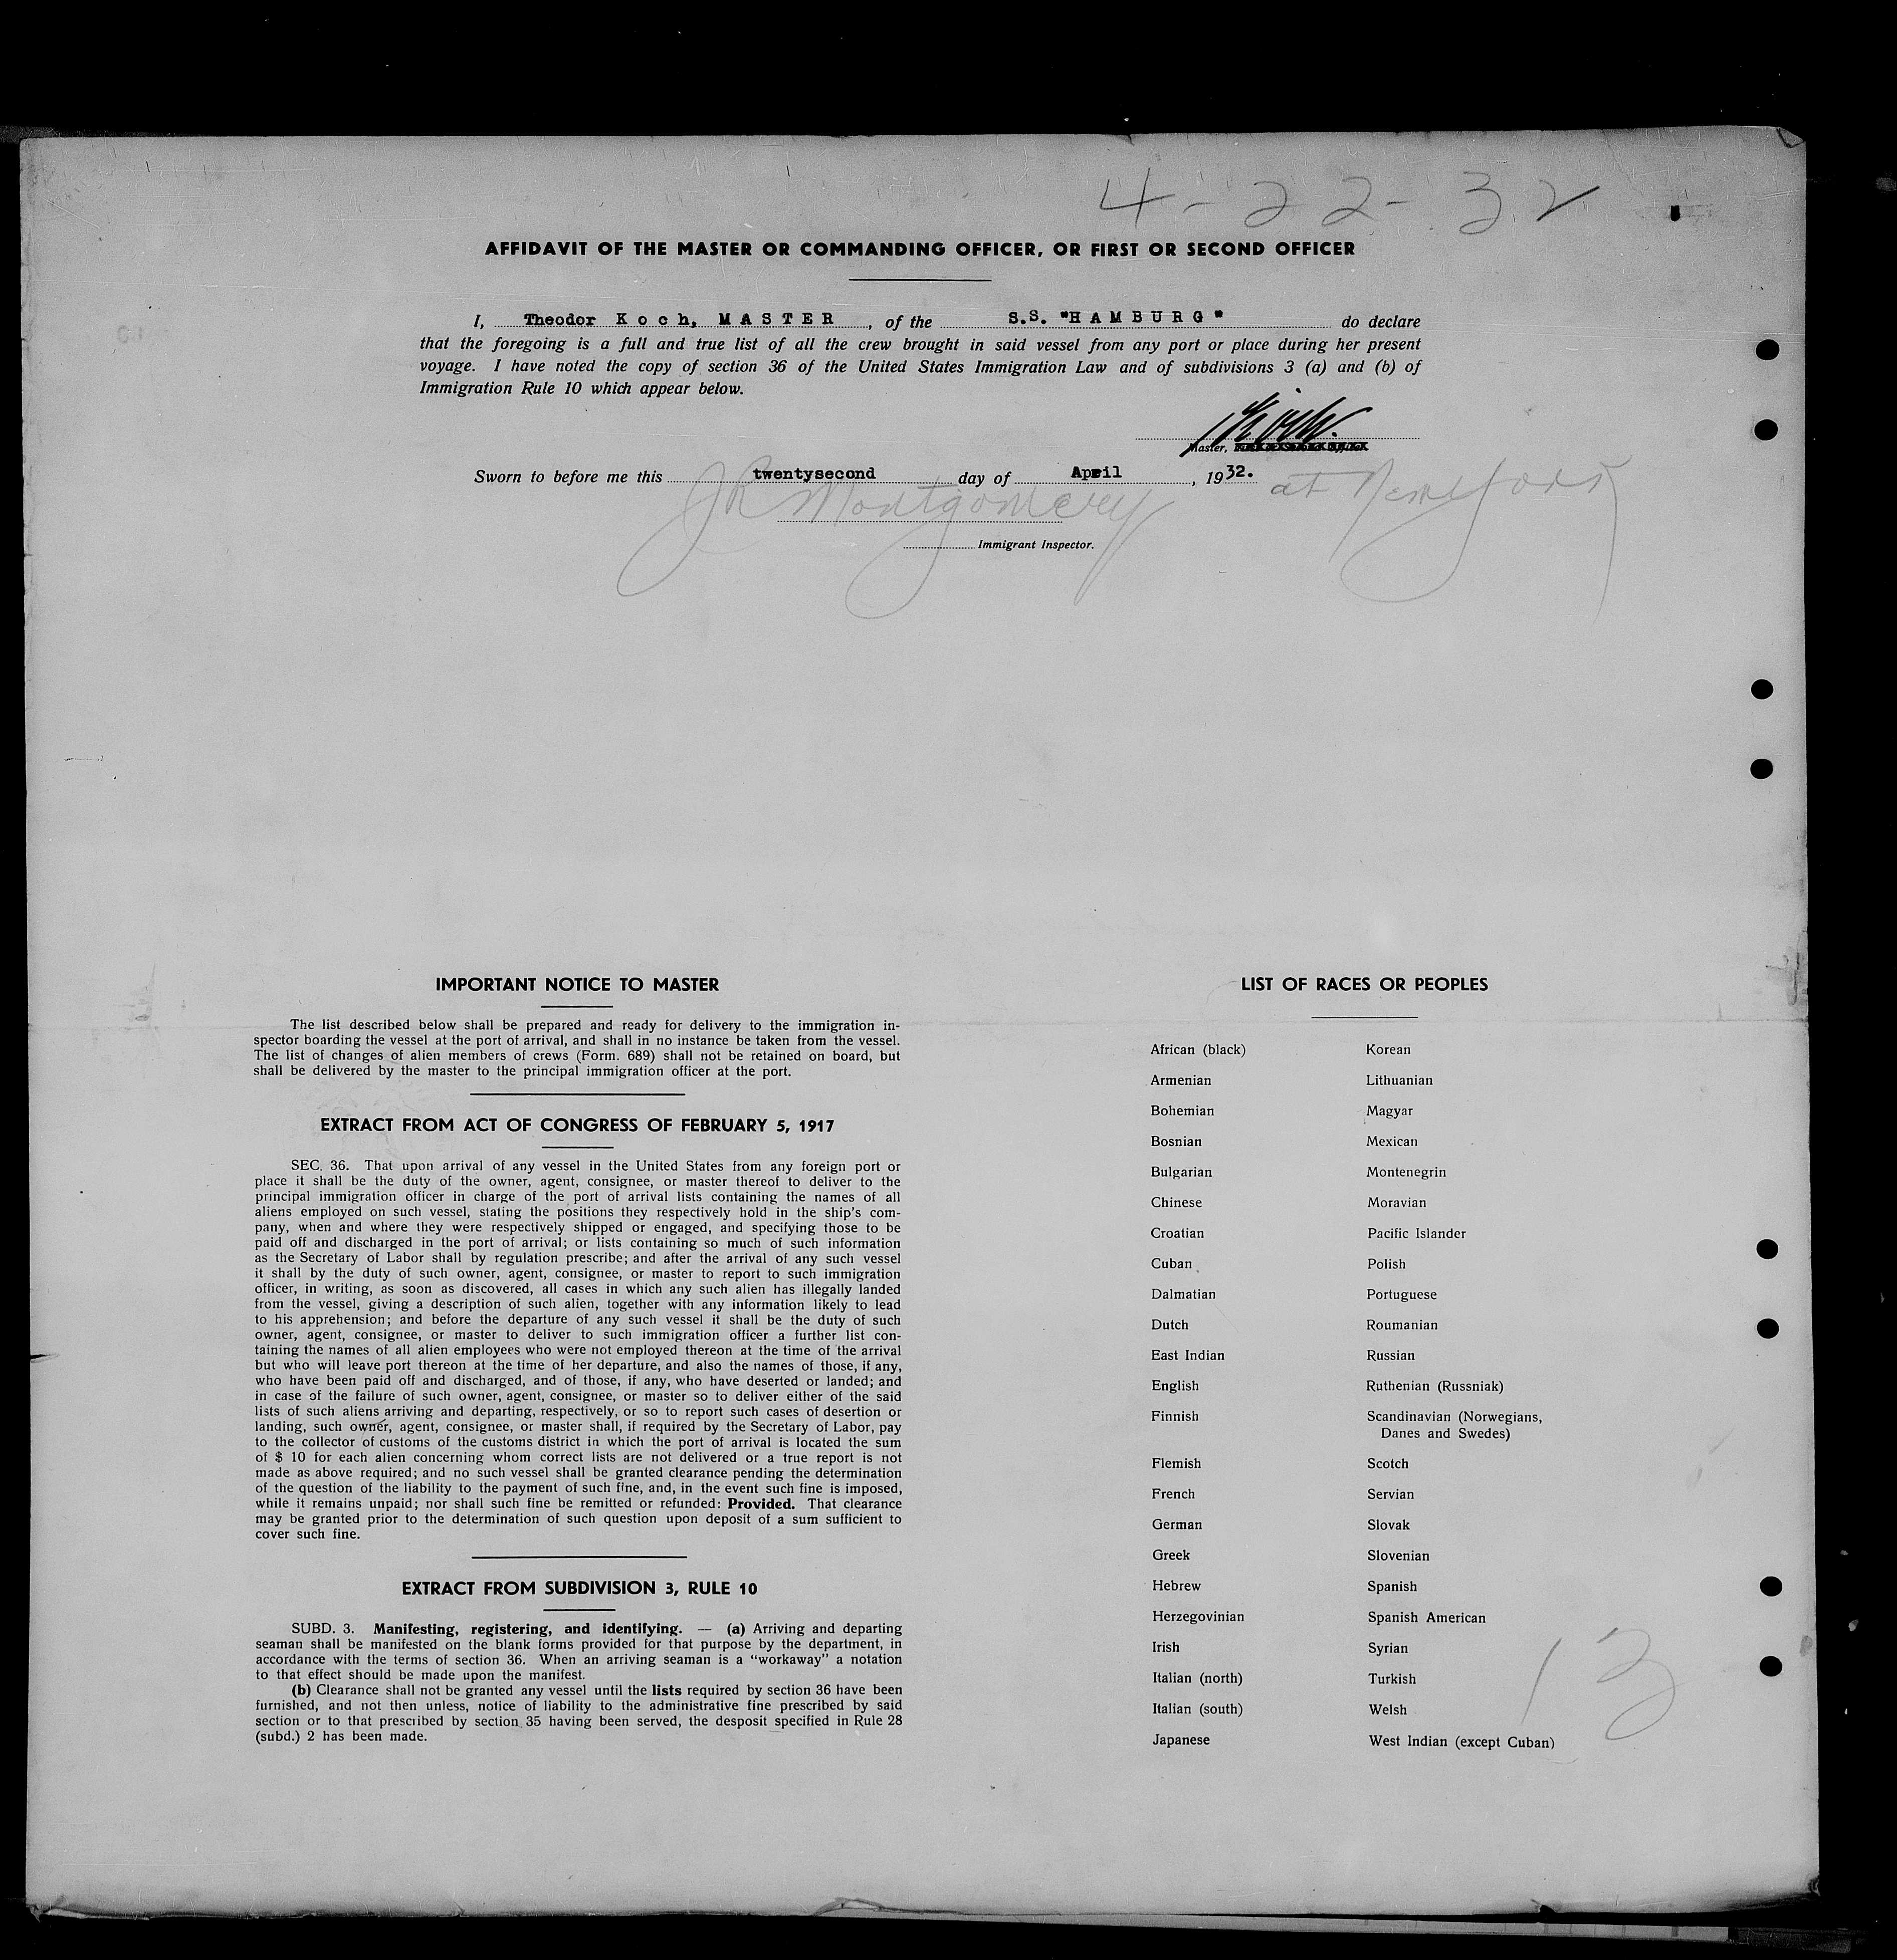 4-22-32
AFFIDAVIT OF THE MASTER OR COMMANDING OFFICER, OR FIRST OR SECOND OFFICER
I, Theodor Koch, MASTER, of the S.S. "HAMBURG" do declare
that the foregoing is a full and true list of all the crew brought in said vessel from any port or place during her present
voyage. I have noted the copy of section 36 of the United States Immigration Law and of subdivisions 3 (a) and (b) of
Immigration Rule 10 which appear below.
Koch.
Master,
Sworn to before me this twentysecond day of April, 1932. at New York
JR Montgomery
Immigrant Inspector.
IMPORTANT NOTICE TO MASTER
The list described below shall be prepared and ready for delivery to the immigration in-
spector boarding the vessel at the port of arrival, and shall in no instance be taken from the vessel.
The list of changes of alien members of crews (Form. 689) shall not be retained on board, but
shall be delivered by the master to the principal immigration officer at the port.
EXTRACT FROM ACT OF CONGRESS OF FEBRUARY 5, 1917
SEC. 36. That upon arrival of any vessel in the United States from any foreign port or
place it shall be the duty of the owner, agent, consignee, or master thereof to deliver to the
principal immigration officer in charge of the port of arrival lists containing the names of all
aliens employed on such vessel, stating the positions they respectively hold in the ship's com-
pany, when and where they were respectively shipped or engaged, and specifying those to be
paid off and discharged in the port of arrival; or lists containing so much of such information
as the Secretary of Labor shall by regulation prescribe; and after the arrival of any such vessel
it shall by the duty of such owner, agent, consignee, or master to report to such immigration
officer, in writing, as soon as discovered, all cases in which any such alien has illegally landed
from the vessel, giving a description of such alien, together with any information likely to lead
to his apprehension; and before the departure of any such vessel it shall be the duty of such
owner, agent, consignee, or master to deliver to such immigration officer a further list con-
taining the names of all alien employees who were not employed thereon at the time of the arrival
but who will leave port thereon at the time of her departure, and also the names of those, if any,
who have been paid off and discharged, and of those, if any, who have deserted or landed; and
in case of the failure of such owner, agent, consignee, or master so to deliver either of the said
lists of such aliens arriving and departing, respectively, or so to report such cases of desertion or
landing, such owner, agent, consignee, or master shall, if required by the Secretary of Labor, pay
to the collector of customs of the customs district in which the port of arrival is located the sum
of $ 10 for each alien concerning whom correct lists are not delivered or a true report is not
made as above required; and no such vessel shall be granted clearance pending the determination
of the question of the liability to the payment of such fine, and, in the event such fine is imposed,
while it remains unpaid; nor shall such fine be remitted or refunded: Provided. That clearance
may be granted prior to the determination of such question upon deposit of a sum sufficient to
cover such fine.
EXTRACT FROM SUBDIVISION 3, RULE 10
SUBD. 3. Manifesting, registering, and identifying. — (a) Arriving and departing
seaman shall be manifested on the blank forms provided for that purpose by the department, in
accordance with the terms of section 36. When an arriving seaman is a "workaway" a notation
to that effect should be made upon the manifest.
(b) Clearance shall not be granted any vessel until the lists required by section 36 have been
furnished, and not then unless, notice of liability to the administrative fine prescribed by said
section or to that prescribed by section 35 having been served, the desposit specified in Rule 28
(subd.) 2 has been made.
LIST OF RACES OR PEOPLES
African (black)
Armenian
Bohemian
Bosnian
Bulgarian
Chinese
Croatian
Cuban
Dalmatian
Dutch
East Indian
English
Finnish
Flemish
French
German
Greek
Hebrew
Herzegovinian
Irish
Italian (north)
Italian (south)
Japanese
Korean
Lithuanian
Magyar
Mexican
Montenegrin
Moravian
Pacific Islander
Polish
Portuguese
Roumanian
Russian
Ruthenian (Russniak)
Scandinavian (Norwegians,
Danes and Swedes)
Scotch
Servian
Slovak
Slovenian
Spanish
Spanish American
Syrian
Turkish
Welsh
West Indian (except Cuban)
13